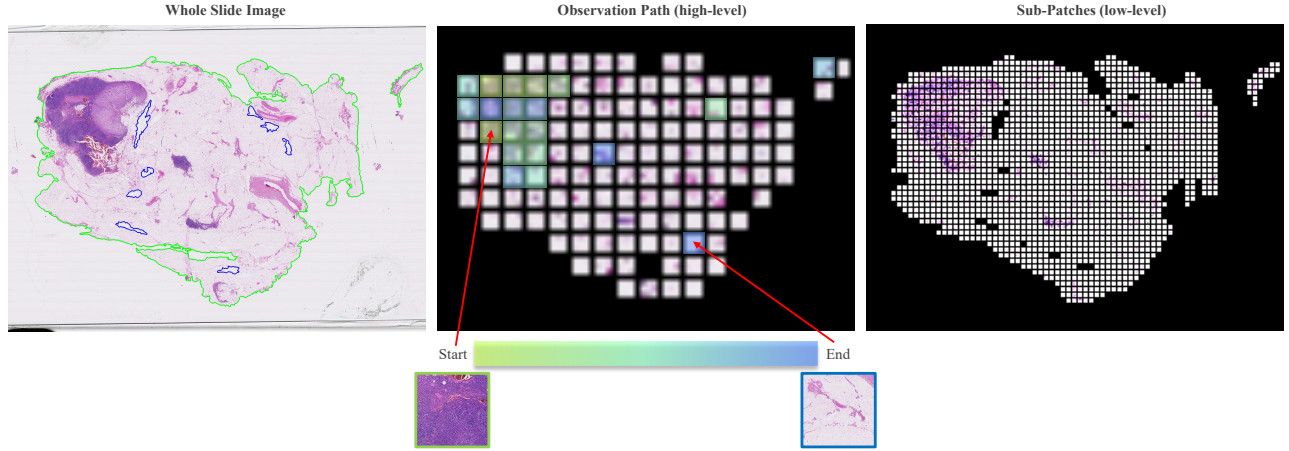 Whole Slide Image
Observation Path (high-level)
Sub-Patches (low-level)
Start
End